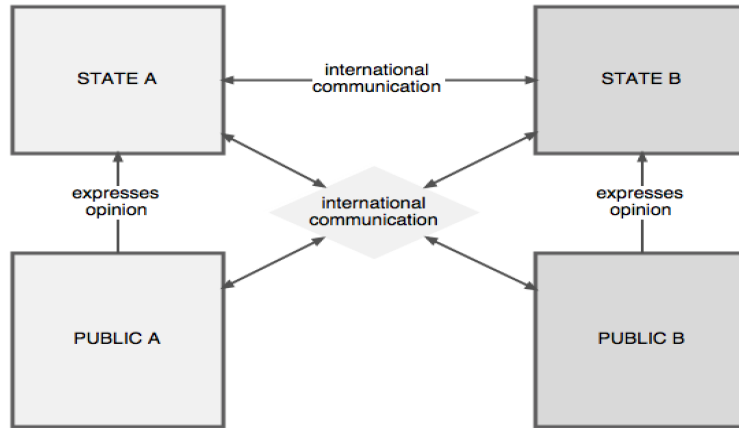 STATE A
international
communication
STATE B
expresses
opinion
international
communication
expresses
opinion
PUBLIC A
PUBLIC B